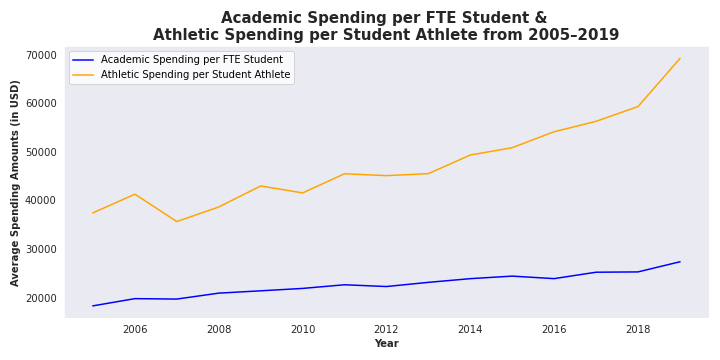 Academic Spending per FTE Student &
Athletic Spending per Student Athlete from 2005–2019
Academic Spending per FTE Student
Athletic Spending per Student Athlete
Average Spending Amounts (in USD)
70000
60000
50000
40000
30000
20000
2006 2008 2010 2012 2014 2016 2018
Year